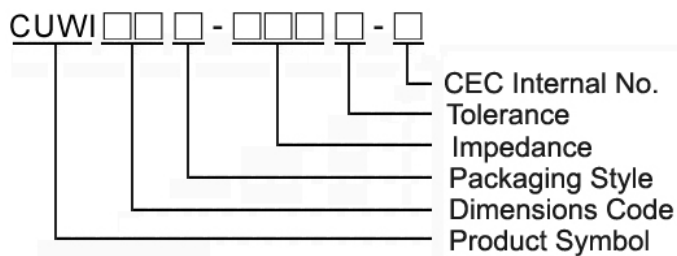 CUWI□□ □ - □□□ □ - □
CEC Internal No.
Tolerance
Impedance
Packaging Style
Dimensions Code
Product Symbol